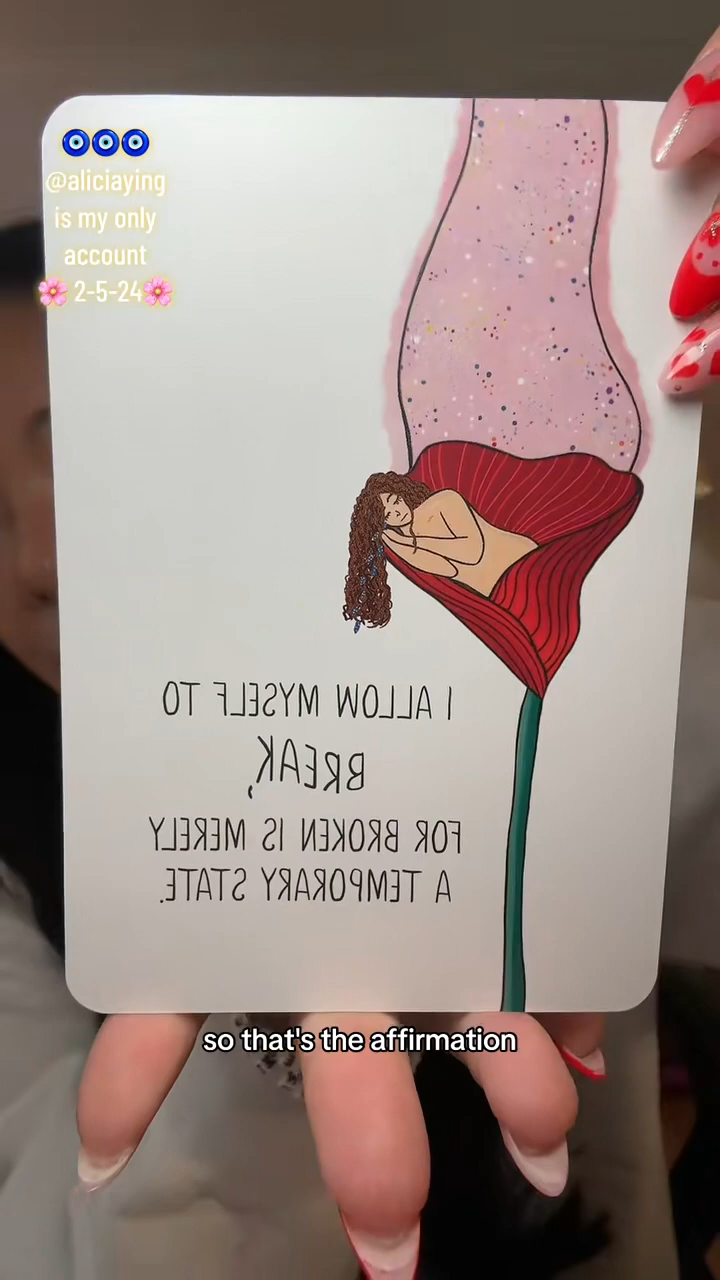 🧿🧿🧿
@aliciaying
is my only
account
🌸 2-5-24🌸
I ALLOW MYSELF TO
BREAK,
FOR BROKEN IS MERELY
A TEMPORARY STATE.
so that's the affirmation